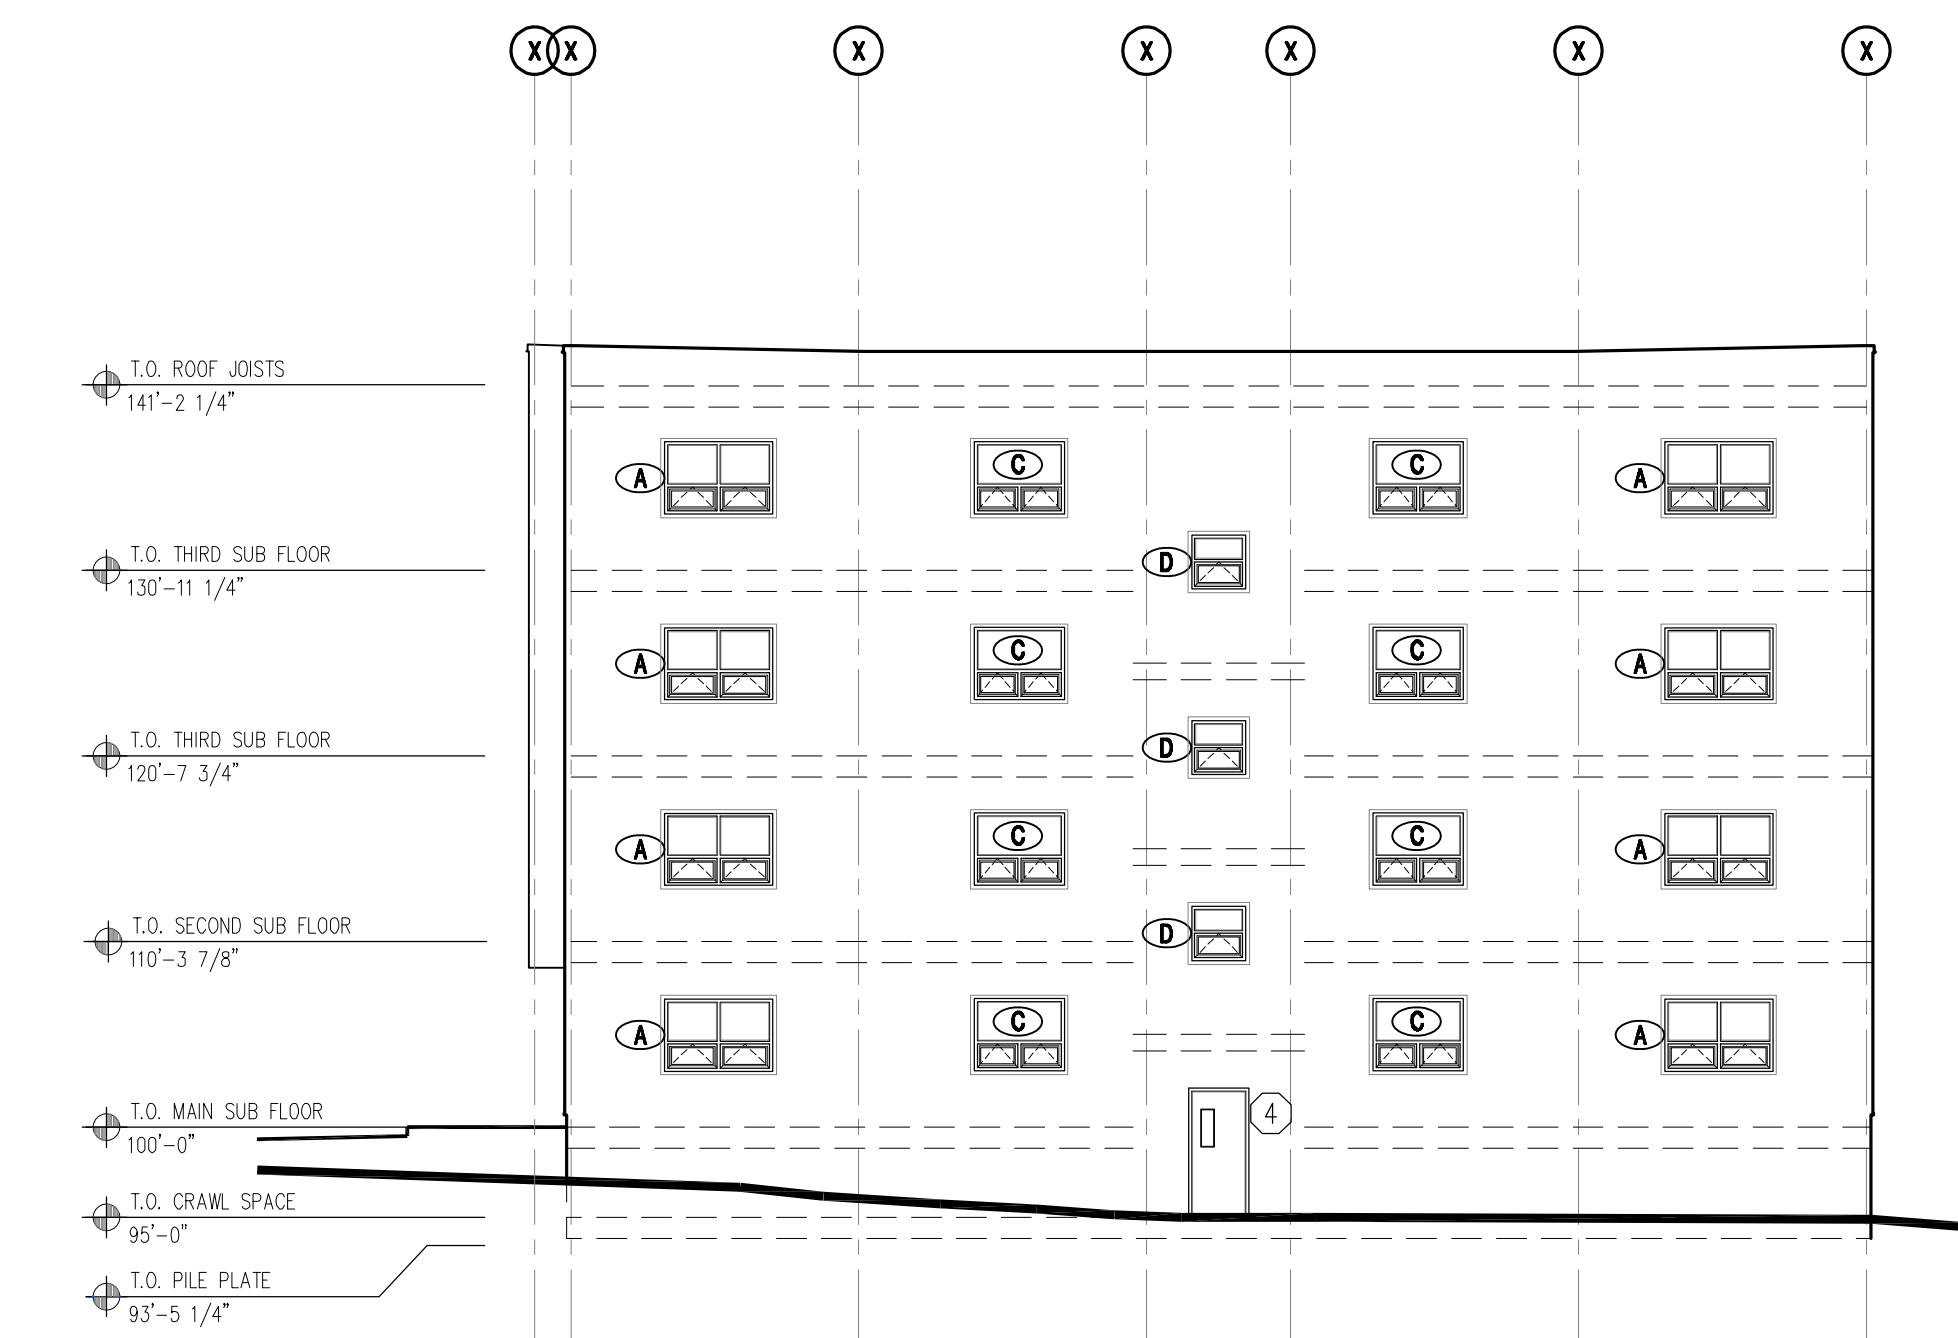 X X X X X X X
T.O. ROOF JOISTS
141'-2 1/4"
A C C A
T.O. THIRD SUB FLOOR
130'-11 1/4"
D
A C C A
T.O. THIRD SUB FLOOR
120'-7 3/4"
D
A C C A
T.O. SECOND SUB FLOOR
110'-3 7/8"
D
A C C A
T.O. MAIN SUB FLOOR
4
100'-0"
T.O. CRAWL SPACE
95'-0"
T.O. PILE PLATE
93'-5 1/4"